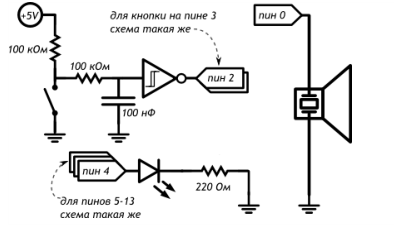 +5V
для кнопки на пине 3
схема такая же
пин 0
100 кОм
100 кОм
пин 2
100 нФ
пин 4
220 Ом
для пинов 5-13
схема такая же